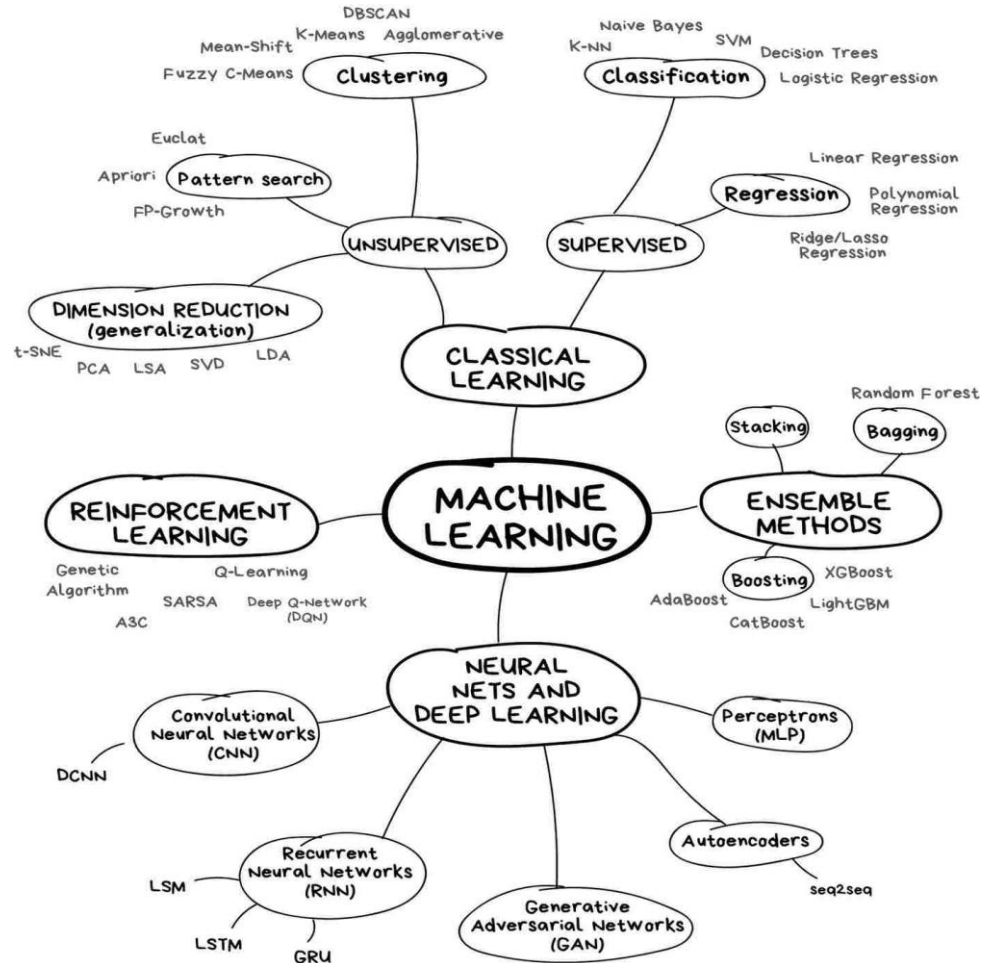 DBSCAN
K-Means
Agglomerative
Mean-Shift
Fuzzy C-Means
Clustering
Naive Bayes
K-NN
SVM
Decision Trees
Logistic Regression
Classification
Euclat
Apriori
Pattern search
FP-Growth
Linear Regression
Regression
Polynomial
Regression
Ridge/Lasso
Regression
UNSUPERVISED
SUPERVISED
DIMENSION REDUCTION
(generalization)
t-SNE
PCA
LSA
SVD
LDA
CLASSICAL
LEARNING
Random Forest
Stacking
Bagging
REINFORCEMENT
LEARNING
MACHINE
LEARNING
ENSEMBLE
METHODS
Genetic
Algorithm
Q-Learning
SARSA
Deep Q-Network
(DQN)
A3C
Boosting
XGBoost
AdaBoost
LightGBM
CatBoost
NEURAL
NETS AND
DEEP LEARNING
Convolutional
Neural Networks
(CNN)
DCNN
Perceptrons
(MLP)
Recurrent
Neural Networks
(RNN)
LSM
LSTM
GRU
Generative
Adversarial Networks
(GAN)
Autoencoders
seq2seq